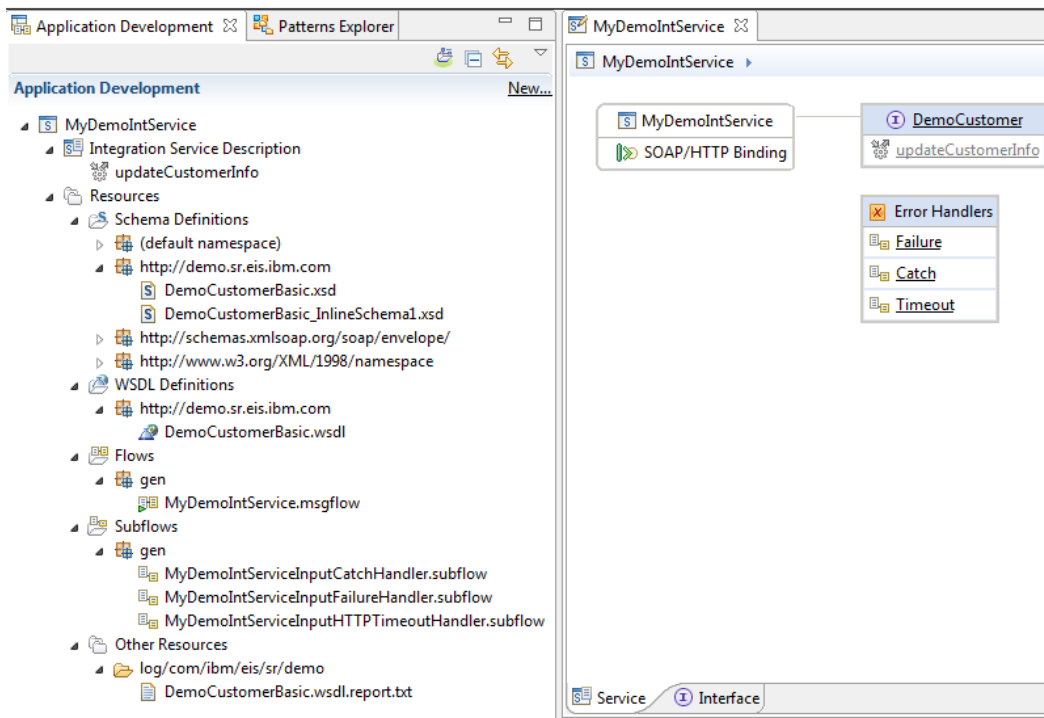 Application Development
Patterns Explorer
Application Development
New...
MyDemoIntService
Integration Service Description
updateCustomerInfo
Resources
Schema Definitions
(default namespace)
http://demo.sr.eis.ibm.com
DemoCustomerBasic.xsd
DemoCustomerBasic_InlineSchema1.xsd
http://schemas.xmlsoap.org/soap/envelope/
http://www.w3.org/XML/1998/namespace
WSDL Definitions
http://demo.sr.eis.ibm.com
DemoCustomerBasic.wsdl
Flows
gen
MyDemoIntService.msgflow
Subflows
gen
MyDemoIntServiceInputCatchHandler.subflow
MyDemoIntServiceInputFailureHandler.subflow
MyDemoIntServiceInputHTTPTimeoutHandler.subflow
Other Resources
log/com/ibm/eis/sr/demo
DemoCustomerBasic.wsdl.report.txt
MyDemoIntService
MyDemoIntService
MyDemoIntService
SOAP/HTTP Binding
DemoCustomer
updateCustomerInfo
Error Handlers
Failure
Catch
Timeout
Service
Interface